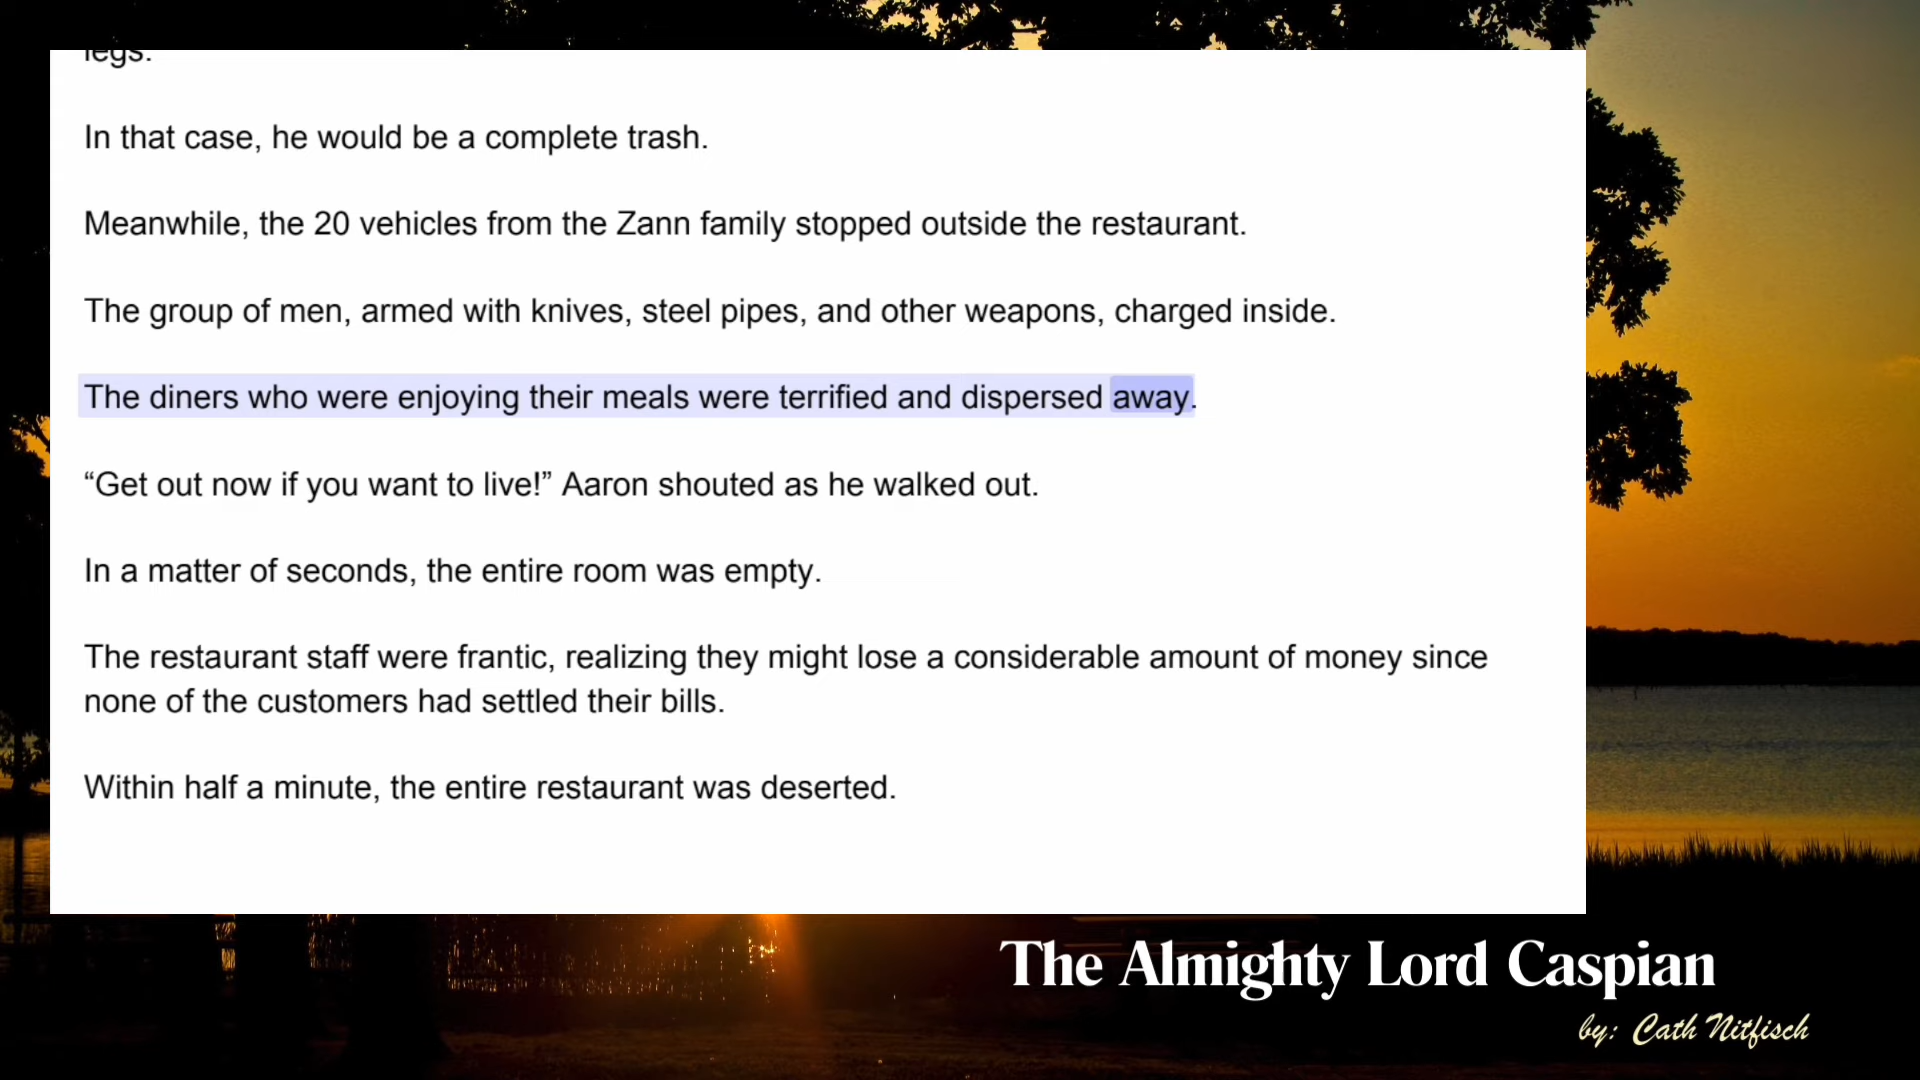 legs.
In that case, he would be a complete trash.
Meanwhile, the 20 vehicles from the Zann family stopped outside the restaurant.
The group of men, armed with knives, steel pipes, and other weapons, charged inside.
The diners who were enjoying their meals were terrified and dispersed away.
“Get out now if you want to live!” Aaron shouted as he walked out.
In a matter of seconds, the entire room was empty.
The restaurant staff were frantic, realizing they might lose a considerable amount of money since
none of the customers had settled their bills.
Within half a minute, the entire restaurant was deserted.
The Almighty Lord Caspian
by: Cath Nitfisch